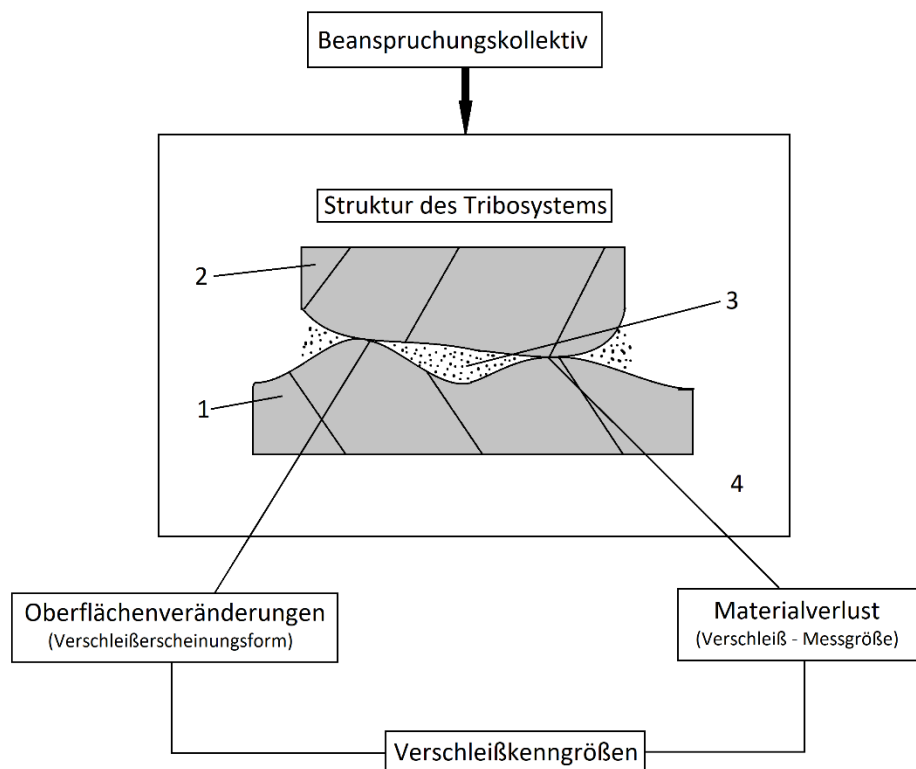 Beanspruchungskollektiv
Struktur des Tribosystems
2
3
1
4
Oberflächenveränderungen
(Verschleißerscheinungsform)
Materialverlust
(Verschleiß - Messgröße)
Verschleißkenngrößen